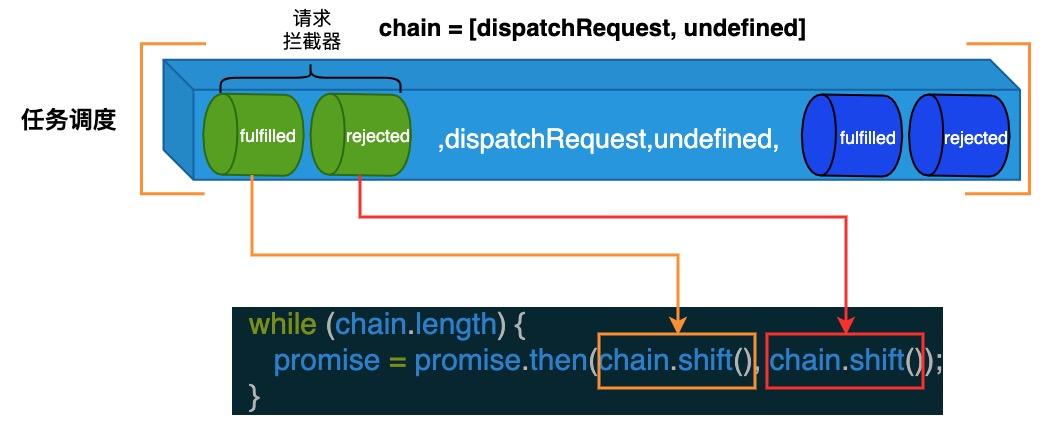 请求
拦截器
chain = [dispatchRequest, undefined]
任务调度
fulfilled rejected ,dispatchRequest,undefined, fulfilled rejected
while (chain.length) {
promise = promise.then(chain.shift(), chain.shift());
}